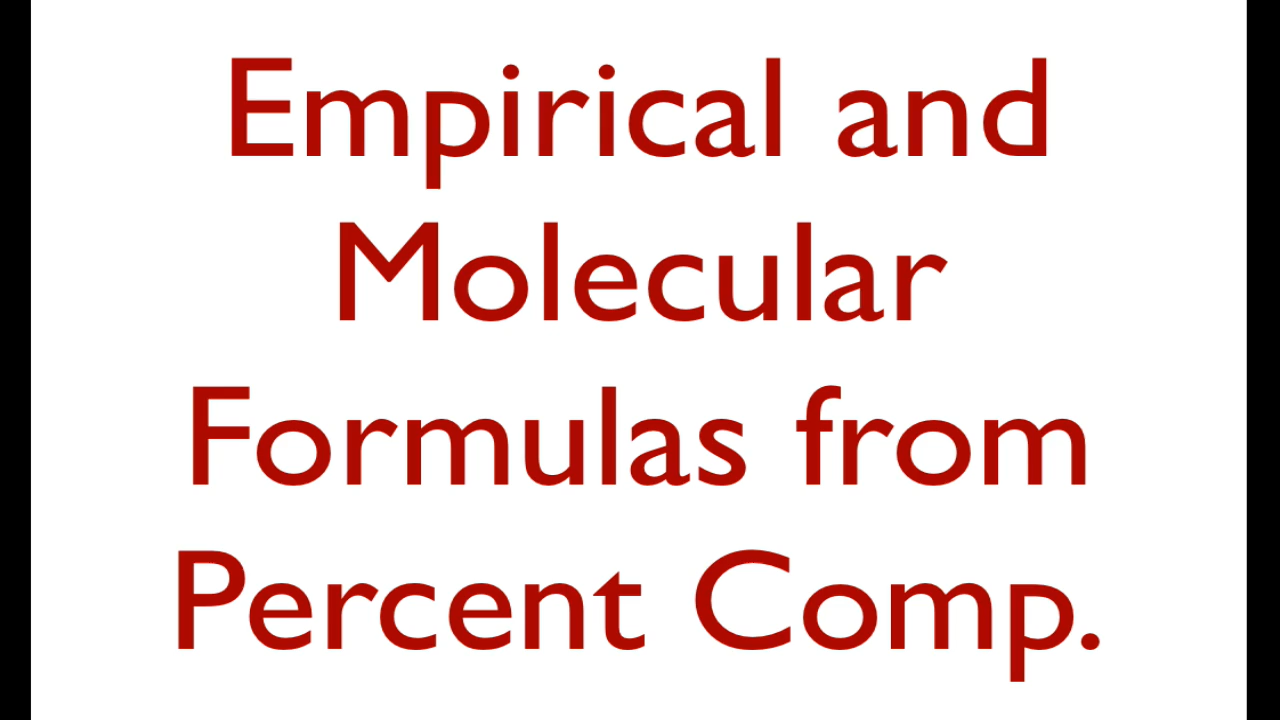 Empirical and
Molecular
Formulas from
Percent Comp.